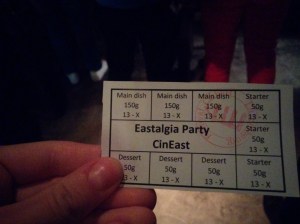 Main dish Main dish Main dish Starter
150g 150g 150g 50g
13 - X 13 - X 13 - X 13 - X
Eastalgia Party
CinEast
Starter
50g
13 - X
Dessert Dessert Dessert Starter
50g 50g 50g 50g
13 - X 13 - X 13 - X 13 - X